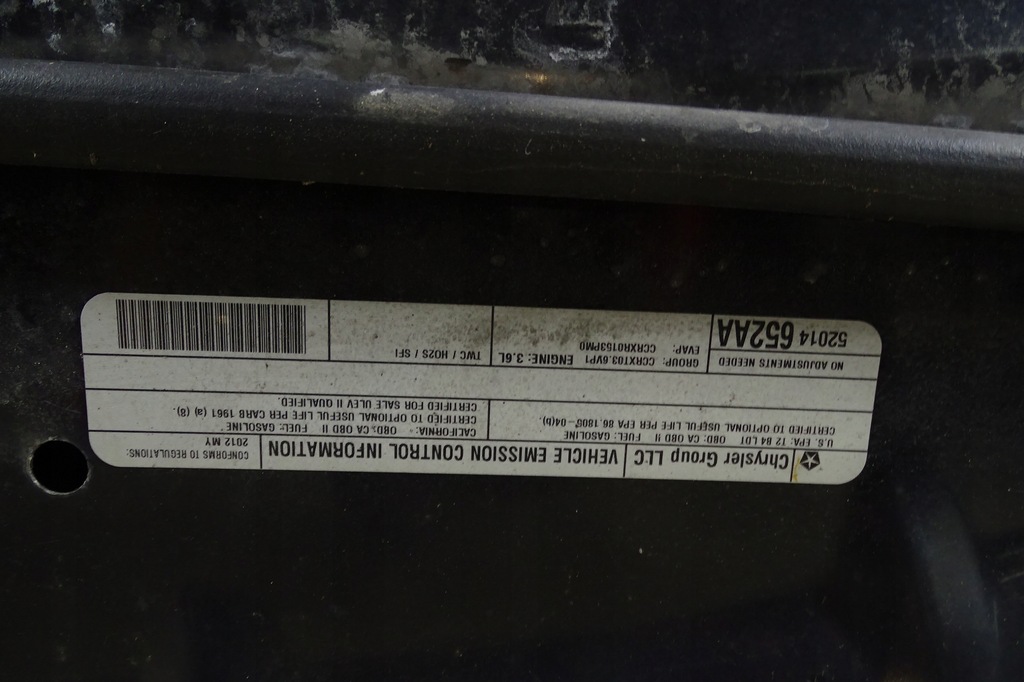 Chrysler Group LLC
VEHICLE EMISSION CONTROL INFORMATION
CONFORMS TO REGULATIONS:
2012 MY
U.S. EPA: T2 B4 LDT OBD: CA OBD II FUEL: GASOLINE
CERTIFIED TO OPTIONAL USEFUL LIFE PER EPA 86.1805-04(b).
CALIFORNIA: OBD: CA OBD II FUEL: GASOLINE
CERTIFIED TO OPTIONAL USEFUL LIFE PER CARB 1961 (a) (8).
CERTIFIED FOR SALE ULEV II QUALIFIED.
NO ADJUSTMENTS NEEDED
52014 652AA
GROUP: CCRXT03.6VP1 ENGINE: 3.6L
EVAP: CCRXR0153PM0
TWC / HO2S / SFI